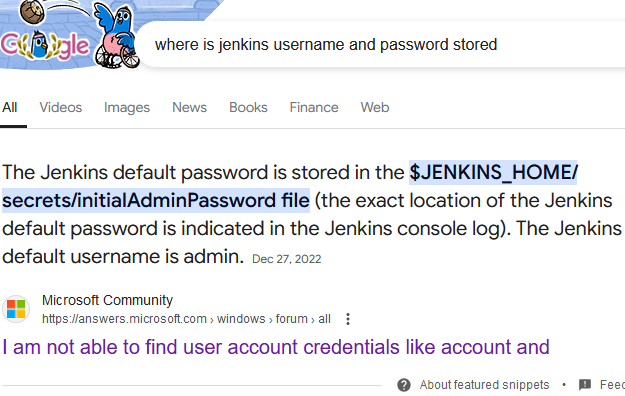 Google
where is jenkins username and password stored
All Videos Images News Books Finance Web
The Jenkins default password is stored in the $JENKINS_HOME/
secrets/initialAdminPassword file (the exact location of the Jenkins
default password is indicated in the Jenkins console log). The Jenkins
default username is admin. Dec 27, 2022
Microsoft Community
https://answers.microsoft.com › windows › forum › all
I am not able to find user account credentials like account and
About featured snippets • Feec